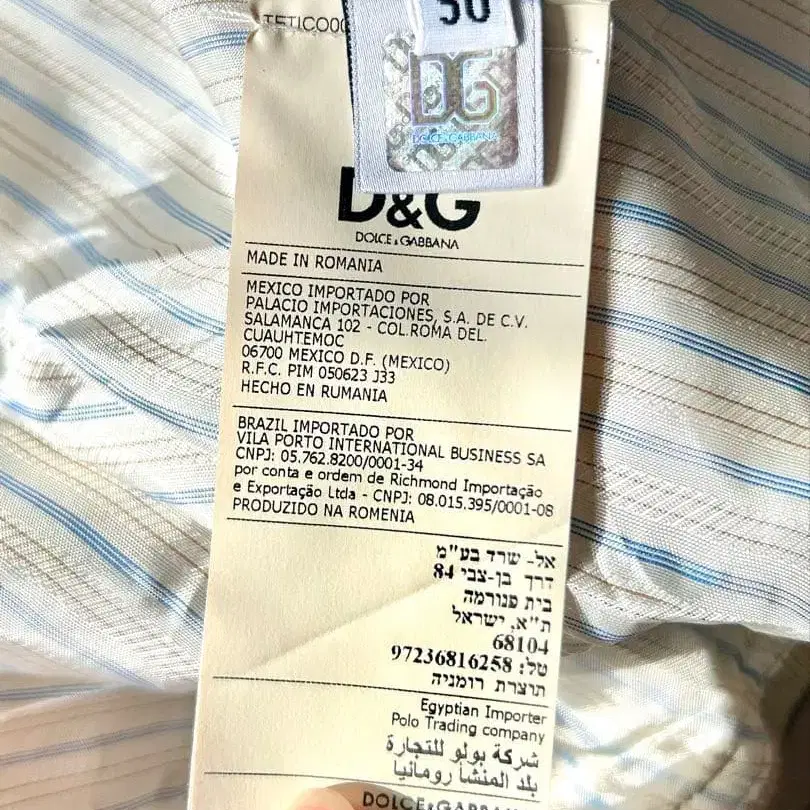 50
DG
DOLCE&GABBANA
D&G
DOLCE & GABBANA
MADE IN ROMANIA
MEXICO IMPORTADO POR
PALACIO IMPORTACIONES, S.A. DE C.V.
SALAMANCA 102 - COL.ROMA DEL.
CUAUHTEMOC
06700 MEXICO D.F. (MEXICO)
R.F.C. PIM 050623 J33
HECHO EN RUMANIA
BRAZIL IMPORTADO POR
VILA PORTO INTERNATIONAL BUSINESS SA
CNPJ: 05.762.8200/0001-34
por conta e ordem de Richmond Importação
e Exportação Ltda - CNPJ: 08.015.395/0001-08
PRODUZIDO NA ROMENIA
אל- שרד בע"מ
דרך בן-צבי 84
בית פנורמה
ת"א, ישראל
68104
טל: 97236816258
תוצרת רומניה
Egyptian Importer
Polo Trading company
شركة بولو للتجارة
بلد المنشأ رومانيا